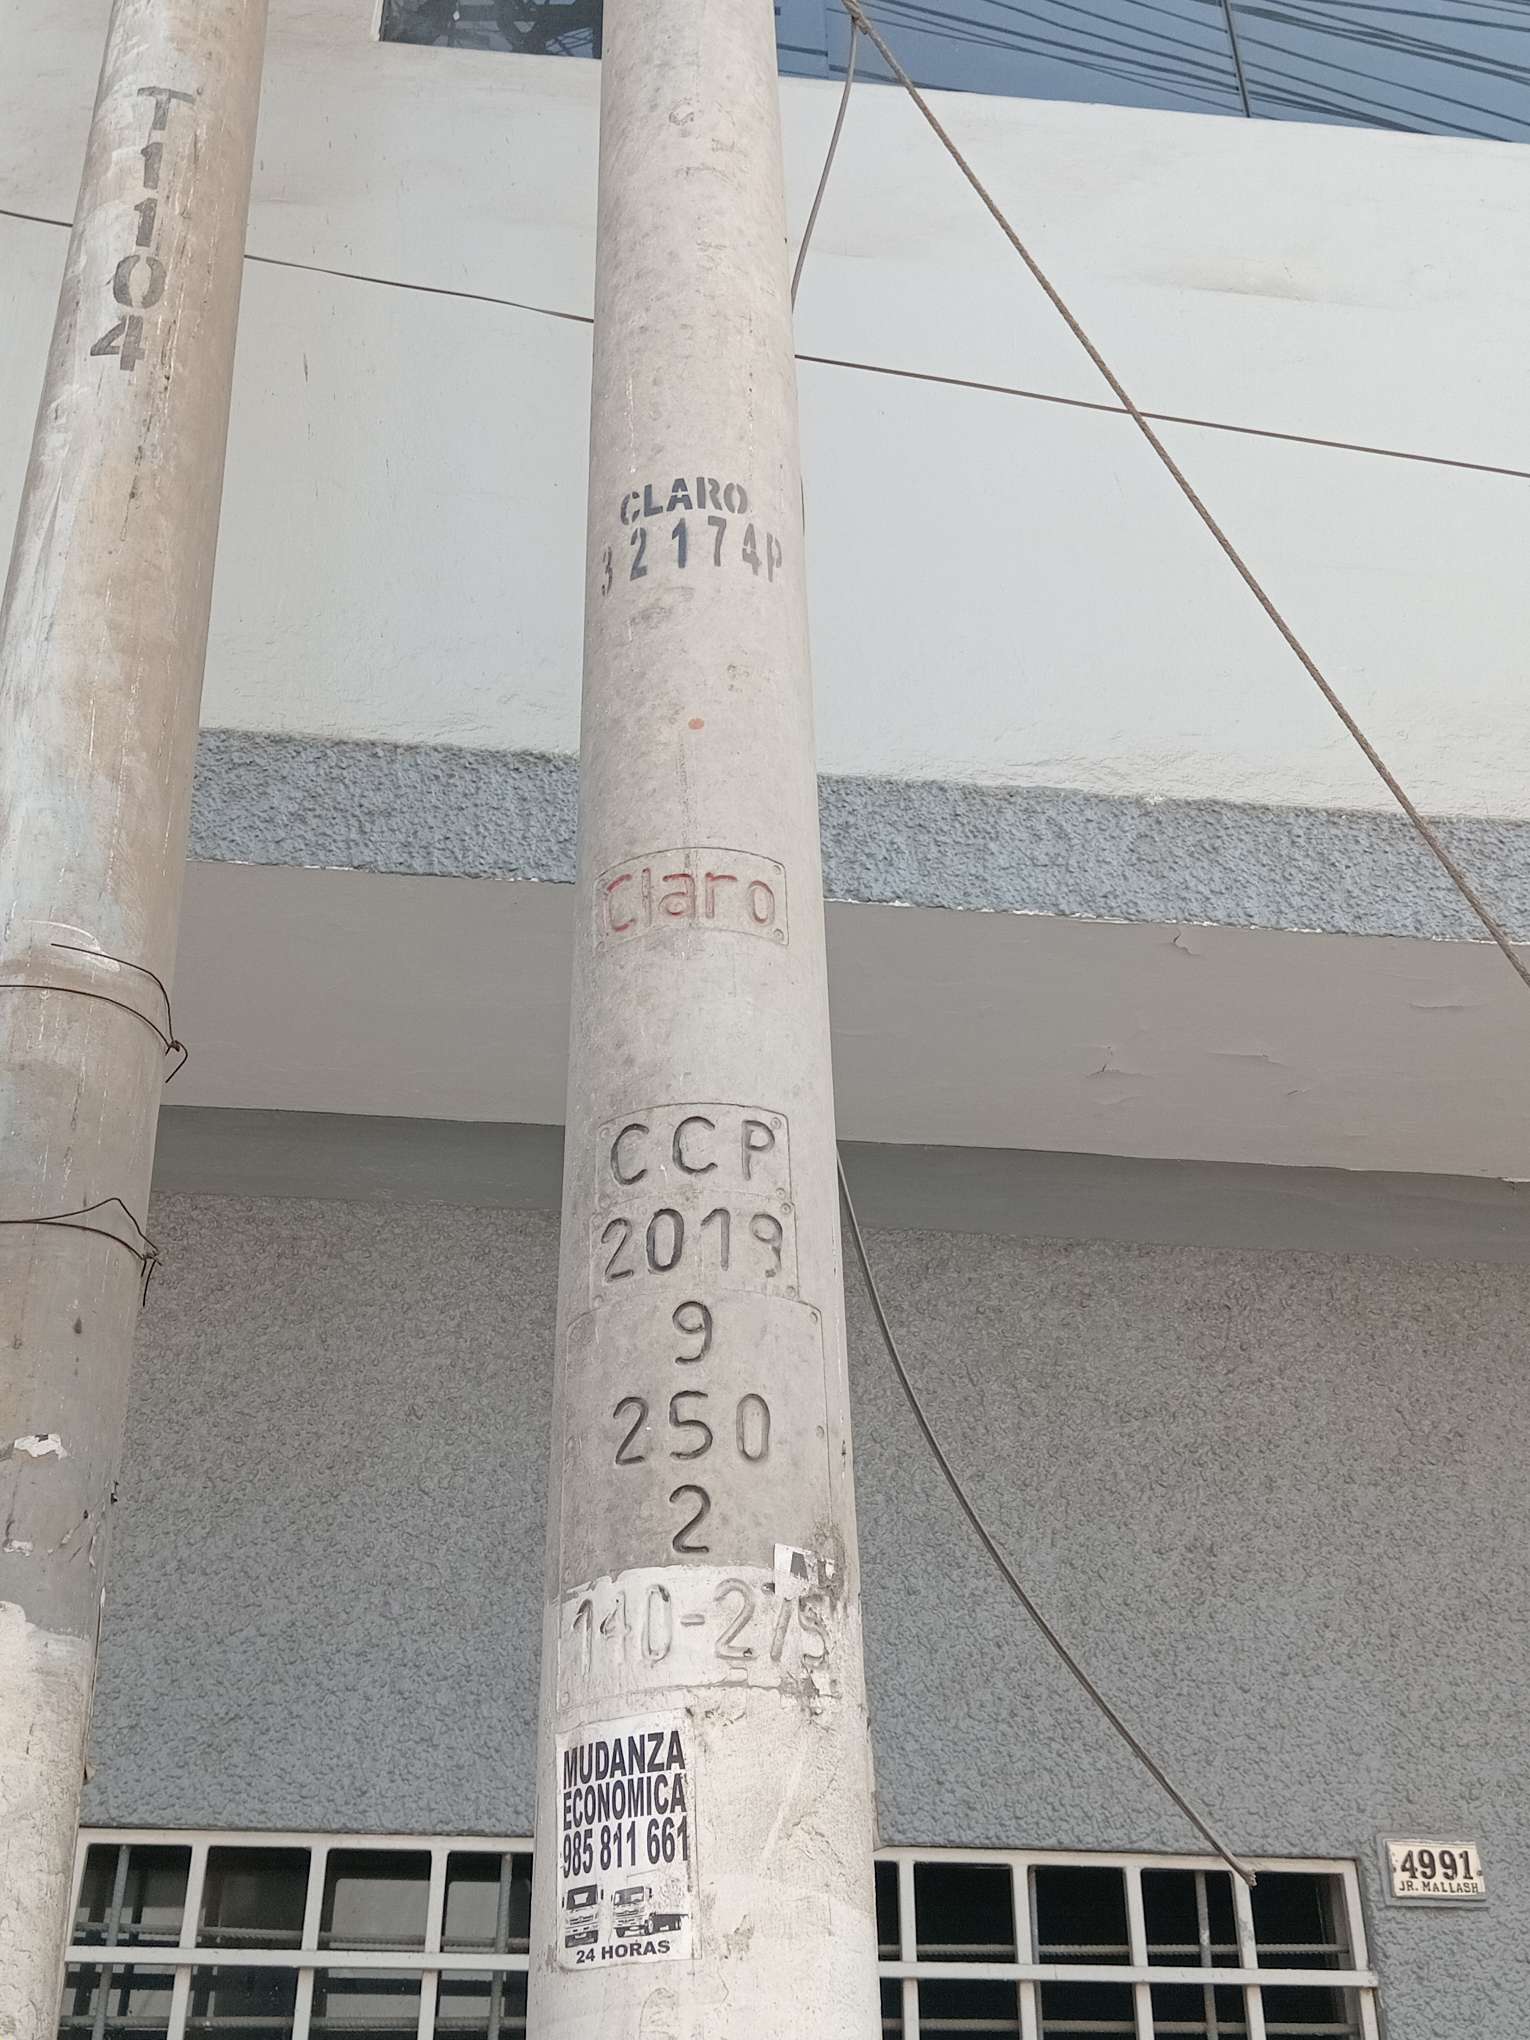 T1104
CLARO
32174P
Claro
CCP
2019
9
250
2
140-275
MUDANZA
ECONOMICA
985 811 661
24 HORAS
4991
JR. MALLASH